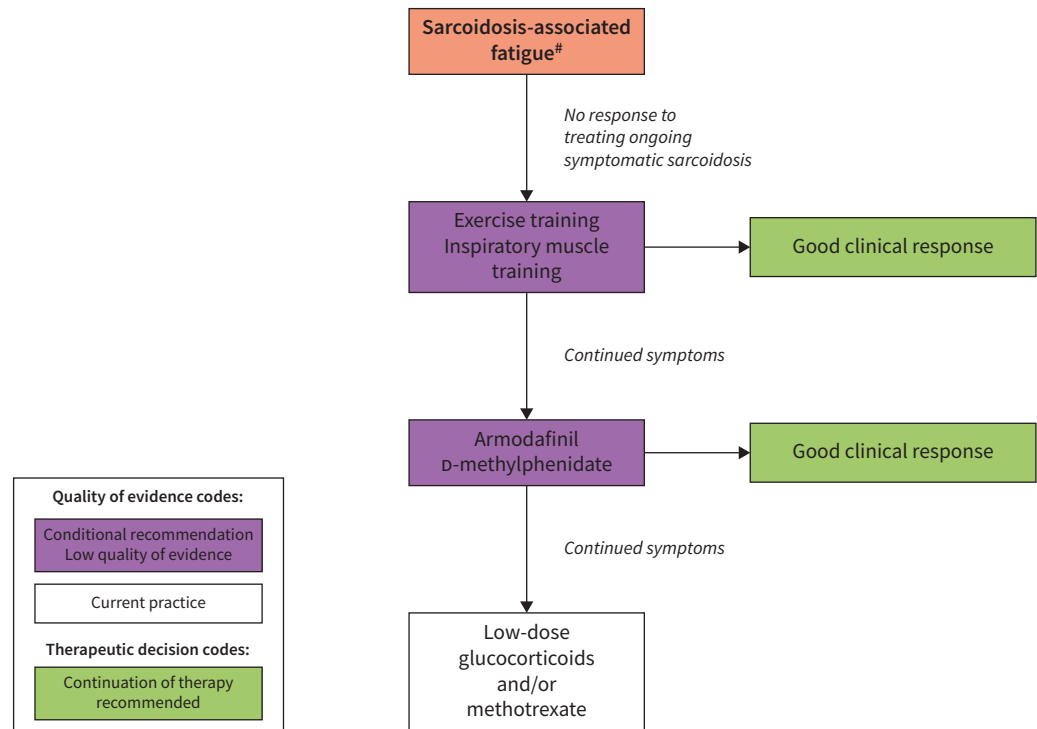 Sarcoidosis-associated
fatigue#
No response to
treating ongoing
symptomatic sarcoidosis
Exercise training
Inspiratory muscle
training
Good clinical response
Continued symptoms
Armodafinil
D-methylphenidate
Good clinical response
Continued symptoms
Low-dose
glucocorticoids
and/or
methotrexate
Quality of evidence codes:
Conditional recommendation
Low quality of evidence
Current practice
Therapeutic decision codes:
Continuation of therapy
recommended